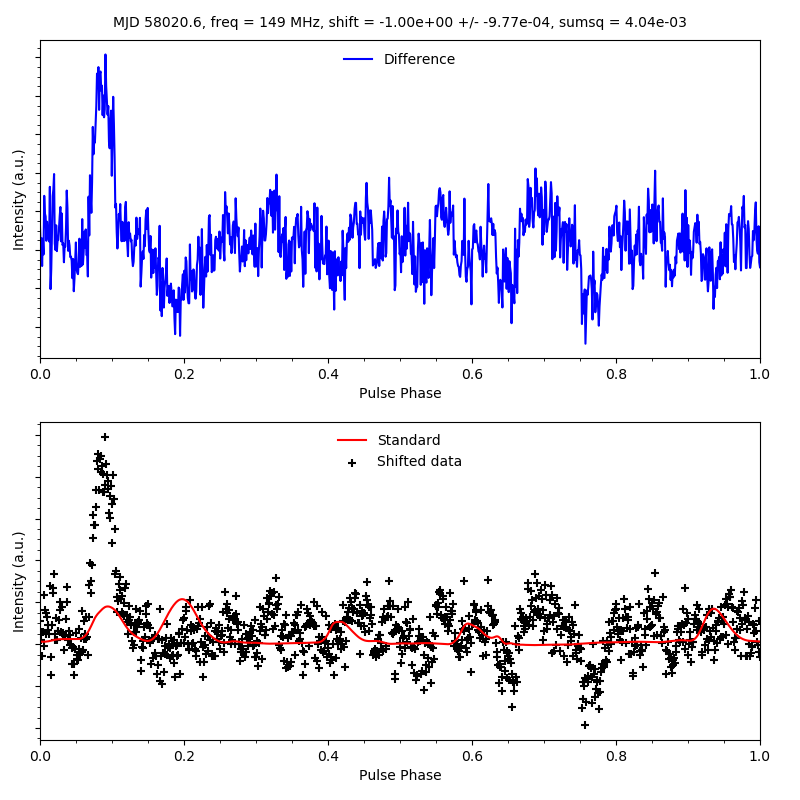 MJD 58020.6, freq = 149 MHz, shift = -1.00e+00 +/- -9.77e-04, sumsq = 4.04e-03
Difference
Intensity (a.u.)
0.0 0.2 0.4 0.6 0.8 1.0
Pulse Phase
Standard
Shifted data
Intensity (a.u.)
0.0 0.2 0.4 0.6 0.8 1.0
Pulse Phase